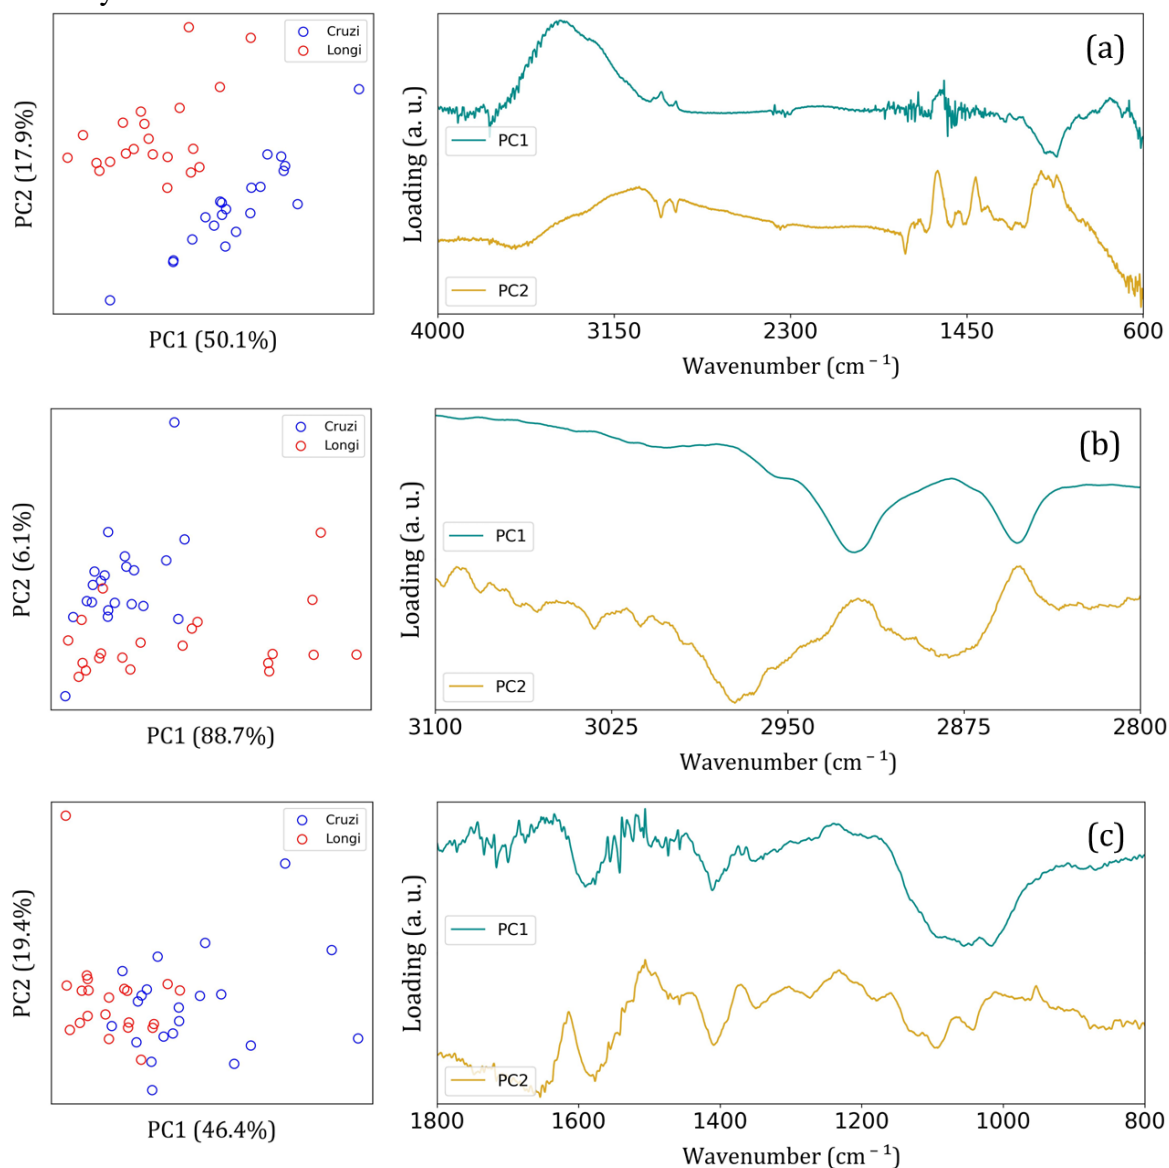 Cruzi
Longi
PC2 (17.9%)
PC1 (50.1%)
(a)
Loading (a. u.)
PC1
PC2
4000 3150 2300 1450 600
Wavenumber (cm⁻¹)
Cruzi
Longi
PC2 (6.1%)
PC1 (88.7%)
(b)
Loading (a. u.)
PC1
PC2
3100 3025 2950 2875 2800
Wavenumber (cm⁻¹)
Cruzi
Longi
PC2 (19.4%)
PC1 (46.4%)
(c)
Loading (a. u.)
PC1
PC2
1800 1600 1400 1200 1000 800
Wavenumber (cm⁻¹)